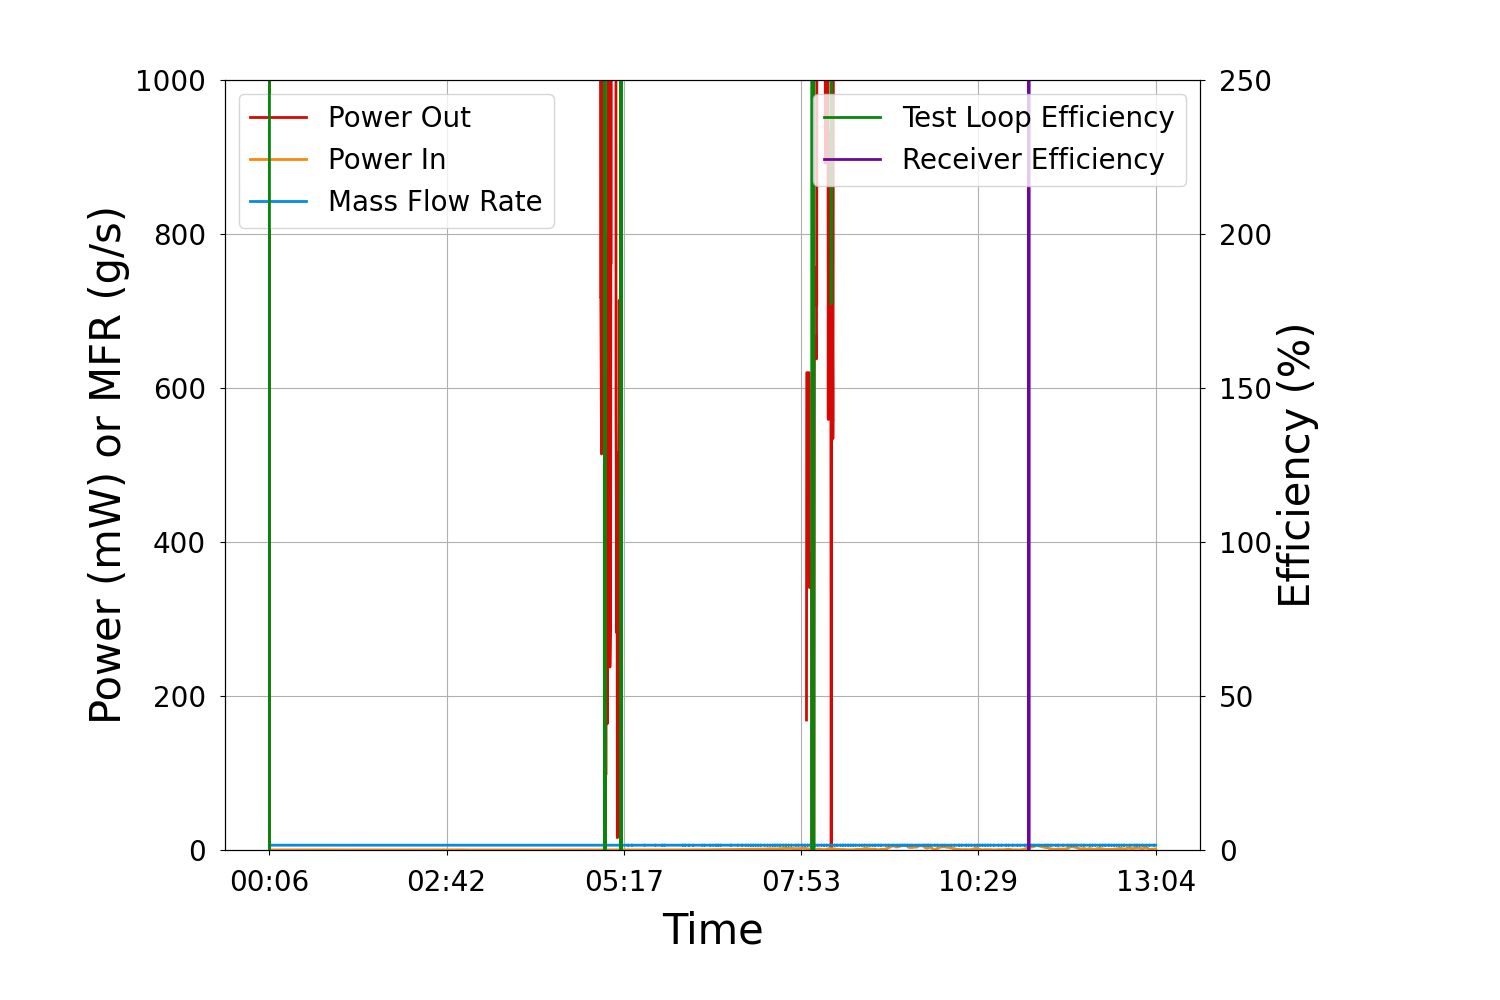 1000
800
600
400
200
0
Power (mW) or MFR (g/s)
Power Out
Power In
Mass Flow Rate
Test Loop Efficiency
Receiver Efficiency
250
200
150
100
50
0
Efficiency (%)
00:06 02:42 05:17 07:53 10:29 13:04
Time